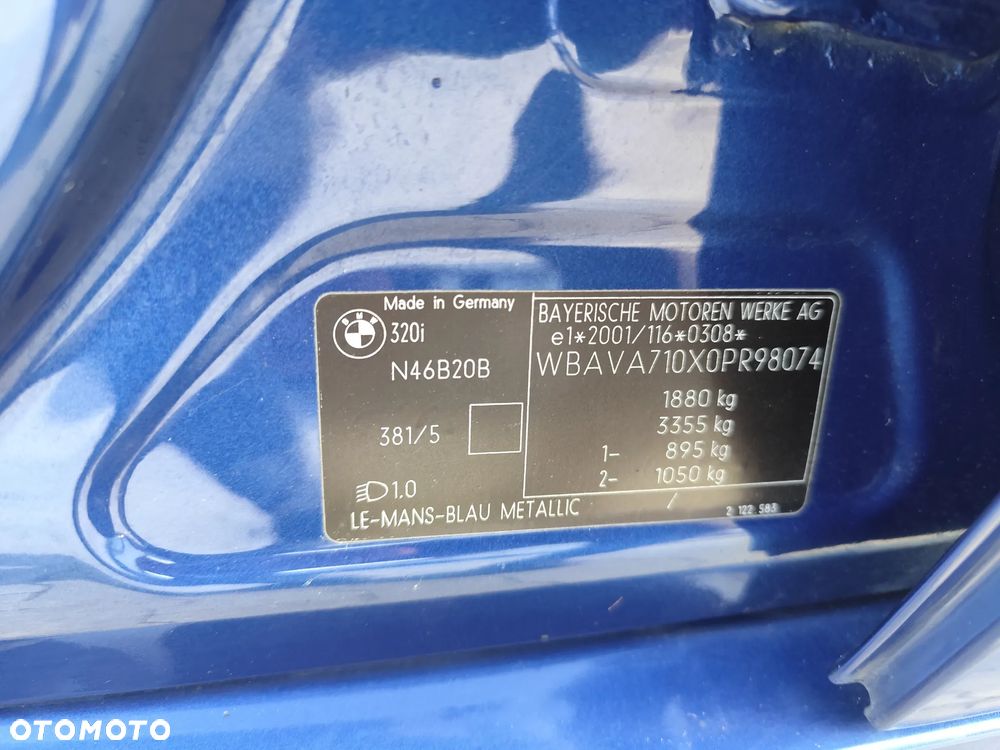 Made in Germany
BMW
320i
N46B20B
381/5
1.0
LE-MANS-BLAU METALLIC
BAYERISCHE MOTOREN WERKE AG
e1*2001/116*0308*
WBAVA710X0PR98074
1880 kg
3355 kg
1- 895 kg
2- 1050 kg
/
2 122 583
OTOMOTO